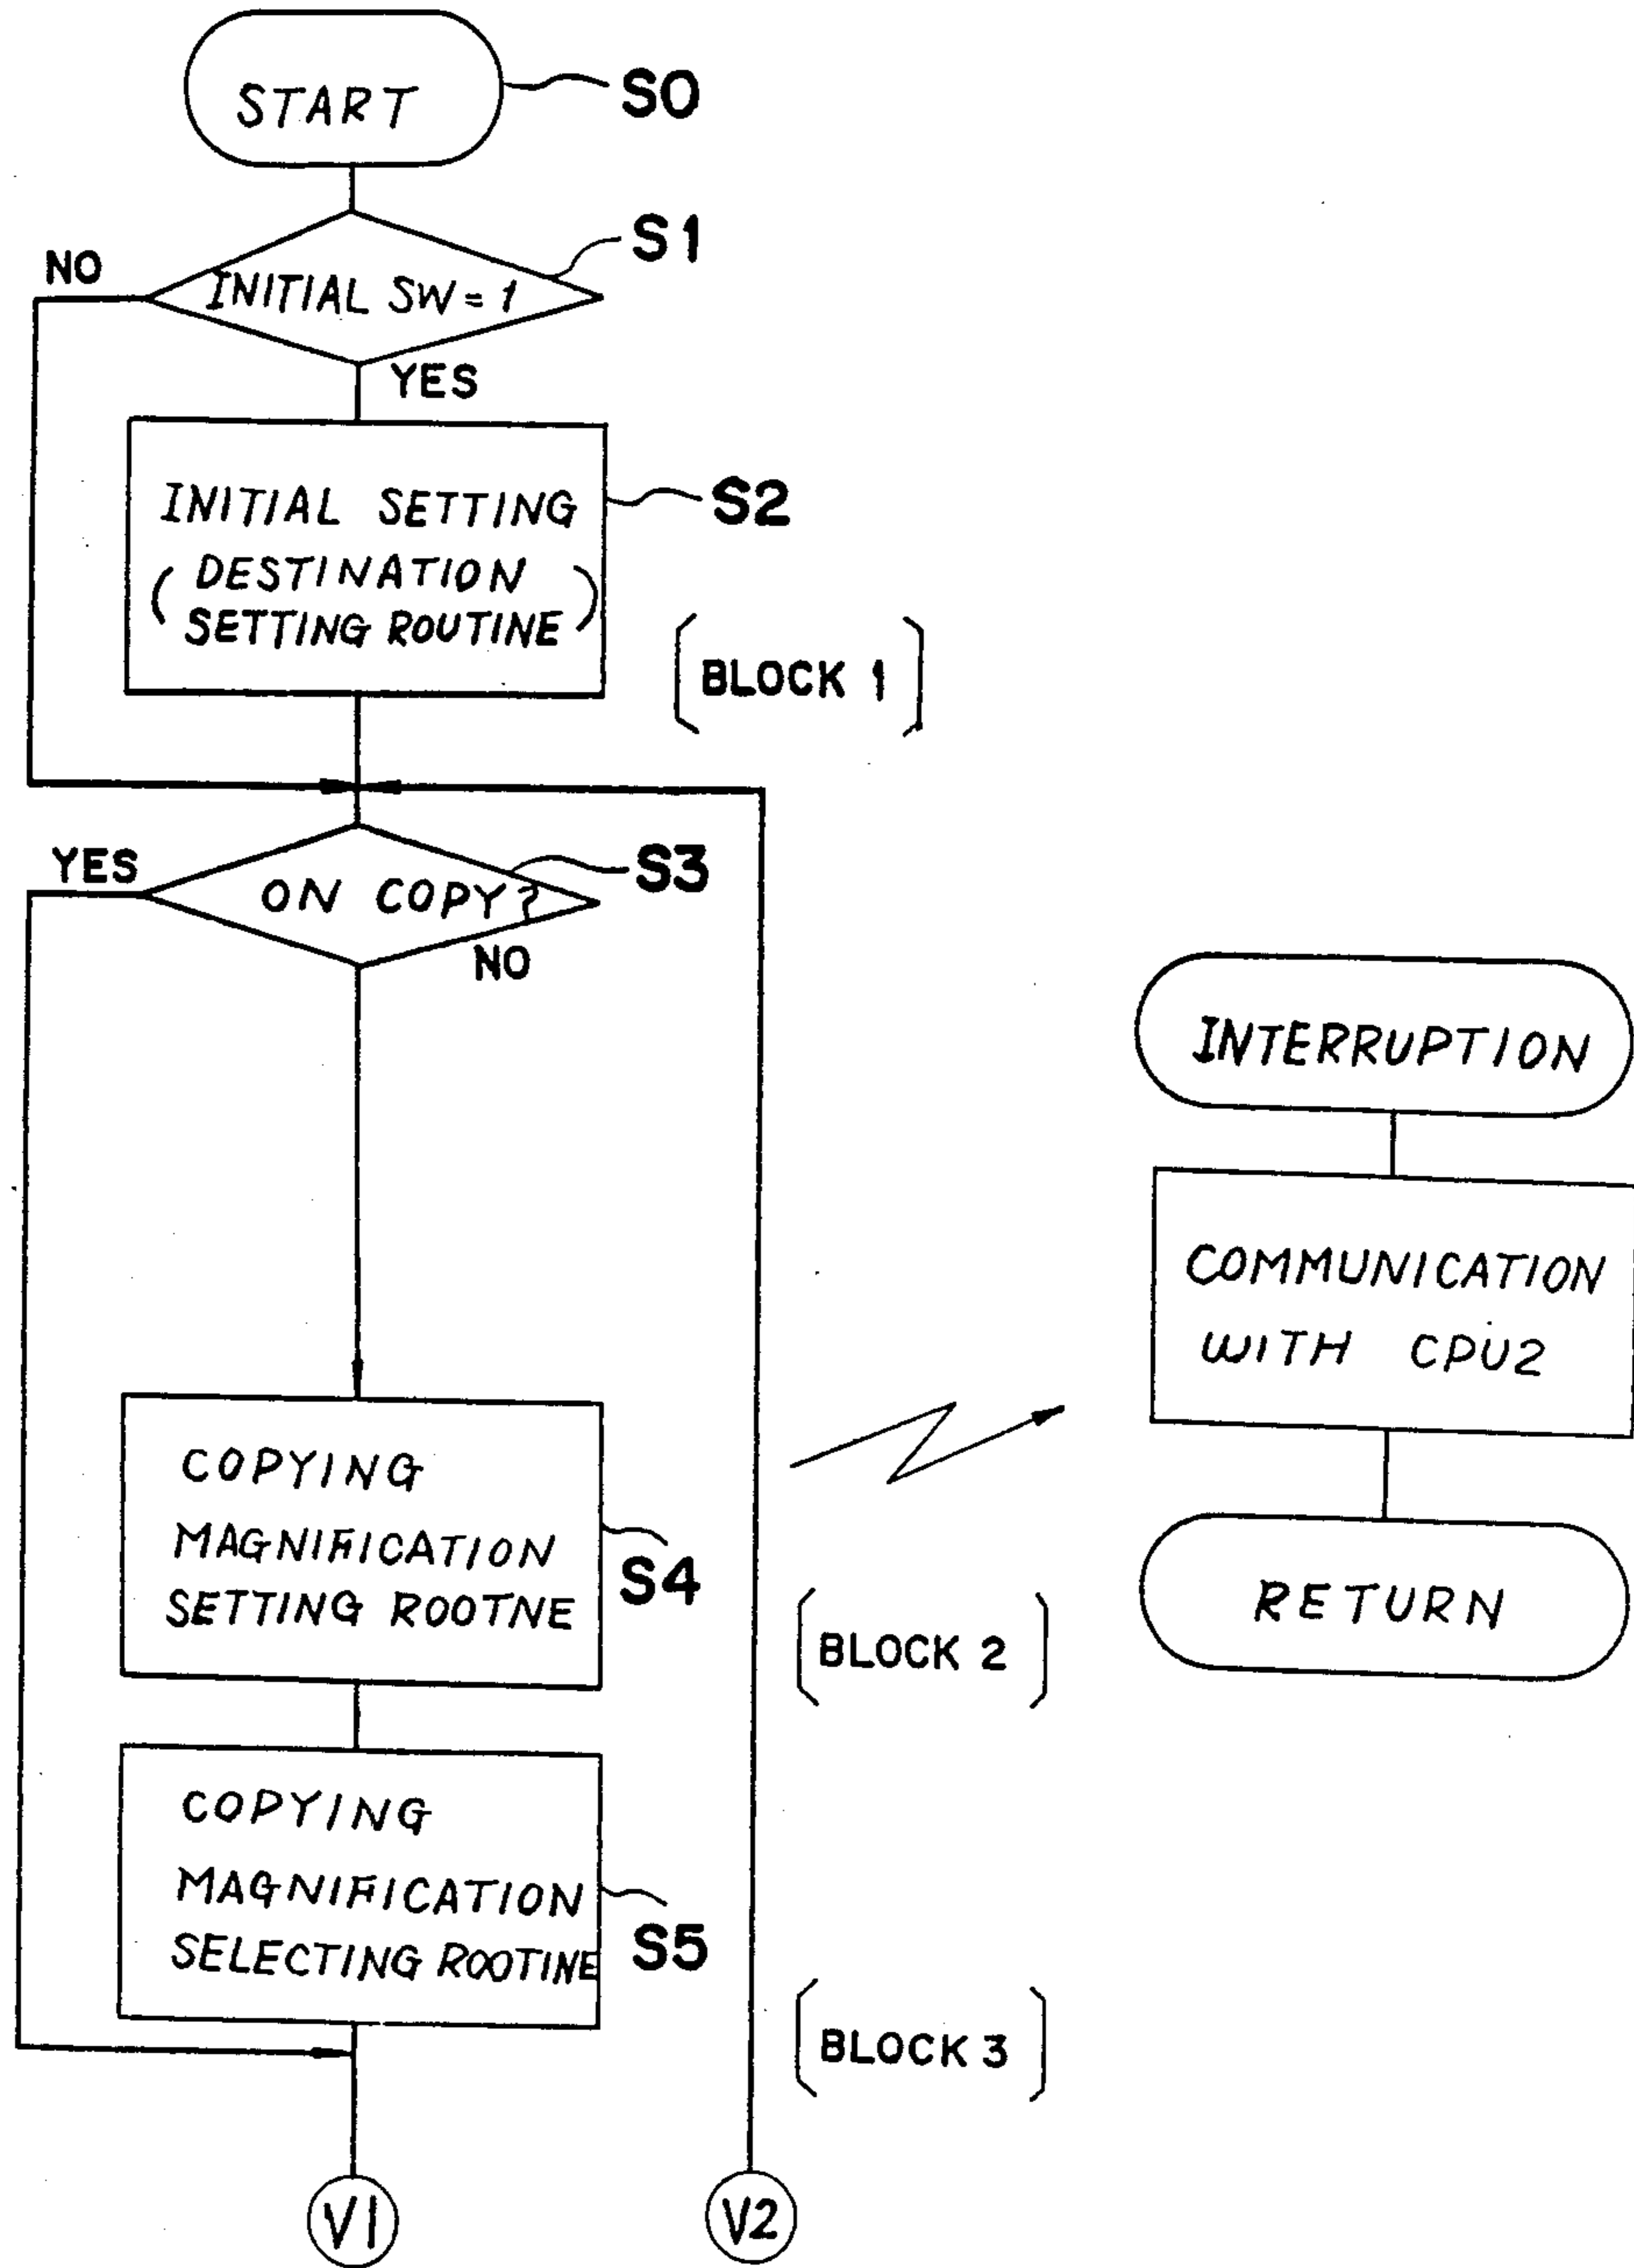 START
S0
S1
NO
INITIAL SW = 1
YES
S2
INITIAL SETTING
( DESTINATION
SETTING ROUTINE )
[BLOCK 1]
YES
S3
ON COPY?
NO
INTERRUPTION
COMMUNICATION
WITH CPU2
COPYING
MAGNIFICATION
SETTING ROOTNE
S4
[BLOCK 2]
RETURN
COPYING
MAGNIFICATION
SELECTING ROOTINE
S5
[BLOCK 3]
V1
V2